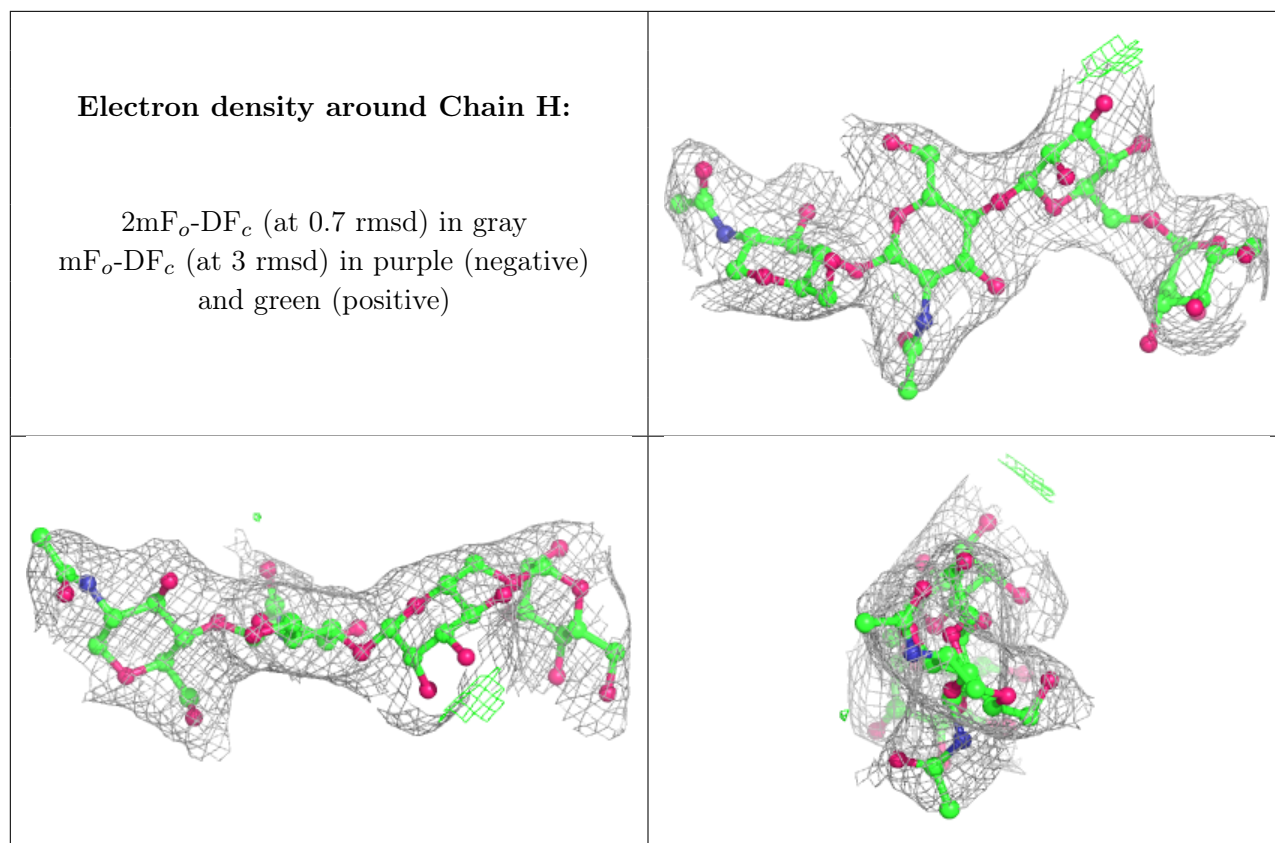 Electron density around Chain H:
2mFₒ-DF𝒸 (at 0.7 rmsd) in gray
mFₒ-DF𝒸 (at 3 rmsd) in purple (negative)
and green (positive)